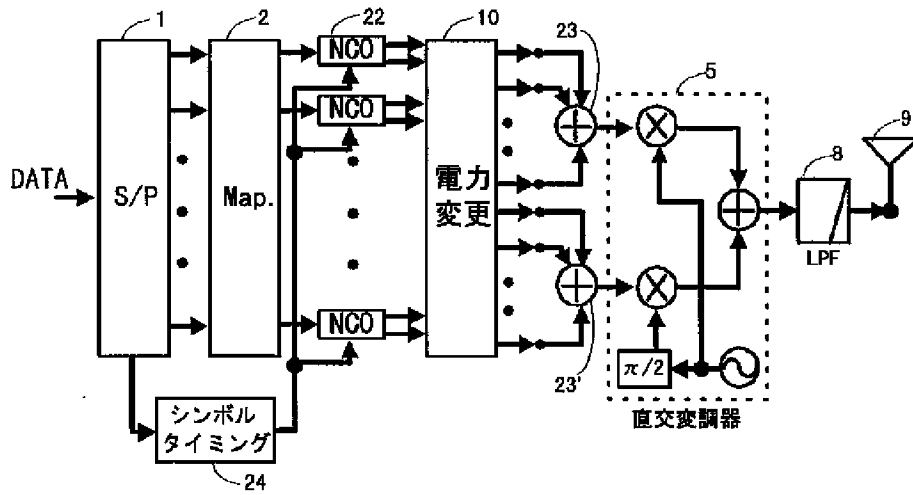 1
2
22
10
23
5
9
8
DATA
S/P
Map.
NCO
NCO
NCO
電力
変更
LPF
π/2
23'
直交変調器
シンボル
タイミング
24